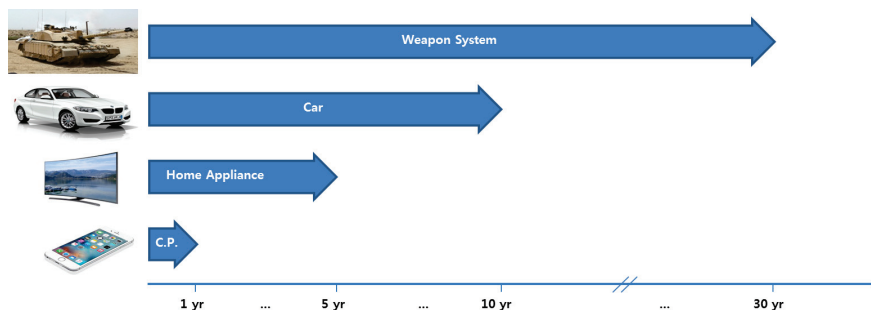 Weapon System
Car
Home Appliance
C.P.
1 yr ... 5 yr ... 10 yr ... 30 yr